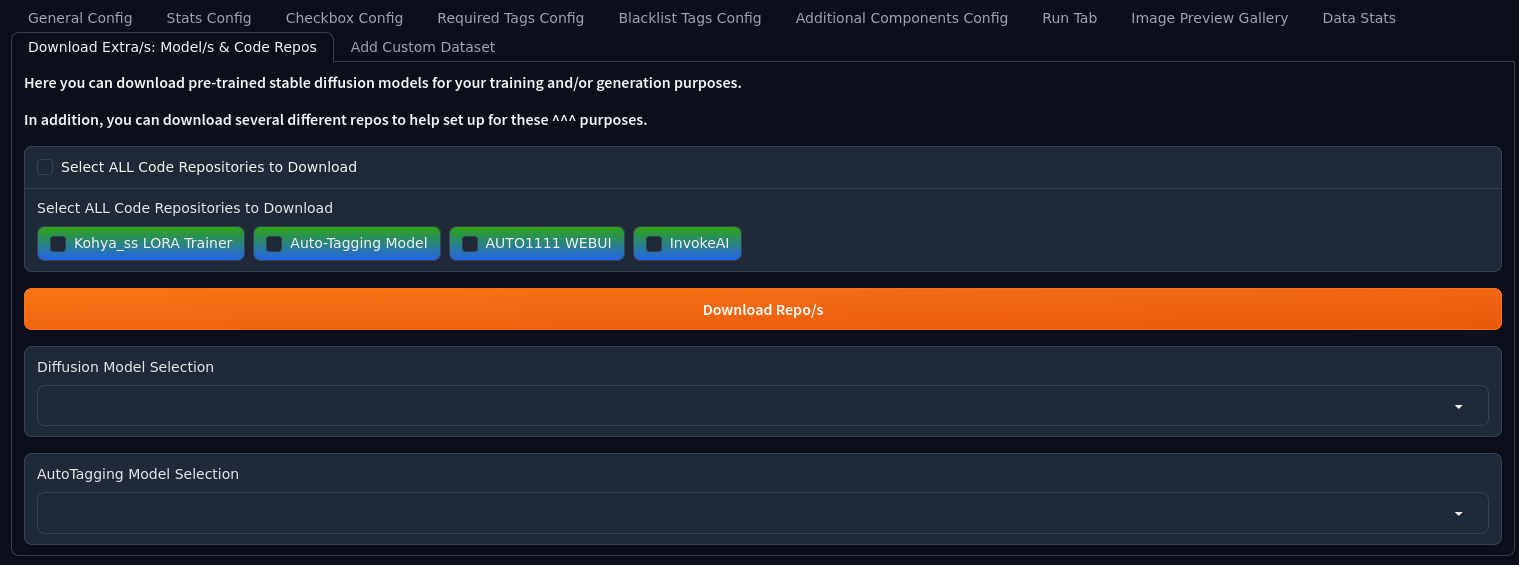 General Config Stats Config Checkbox Config Required Tags Config Blacklist Tags Config Additional Components Config Run Tab Image Preview Gallery Data Stats
Download Extra/s: Model/s & Code Repos Add Custom Dataset
Here you can download pre-trained stable diffusion models for your training and/or generation purposes.
In addition, you can download several different repos to help set up for these ^^^ purposes.
Select ALL Code Repositories to Download
Select ALL Code Repositories to Download
Kohya_ss LORA Trainer Auto-Tagging Model AUTO1111 WEBUI InvokeAI
Download Repo/s
Diffusion Model Selection
AutoTagging Model Selection